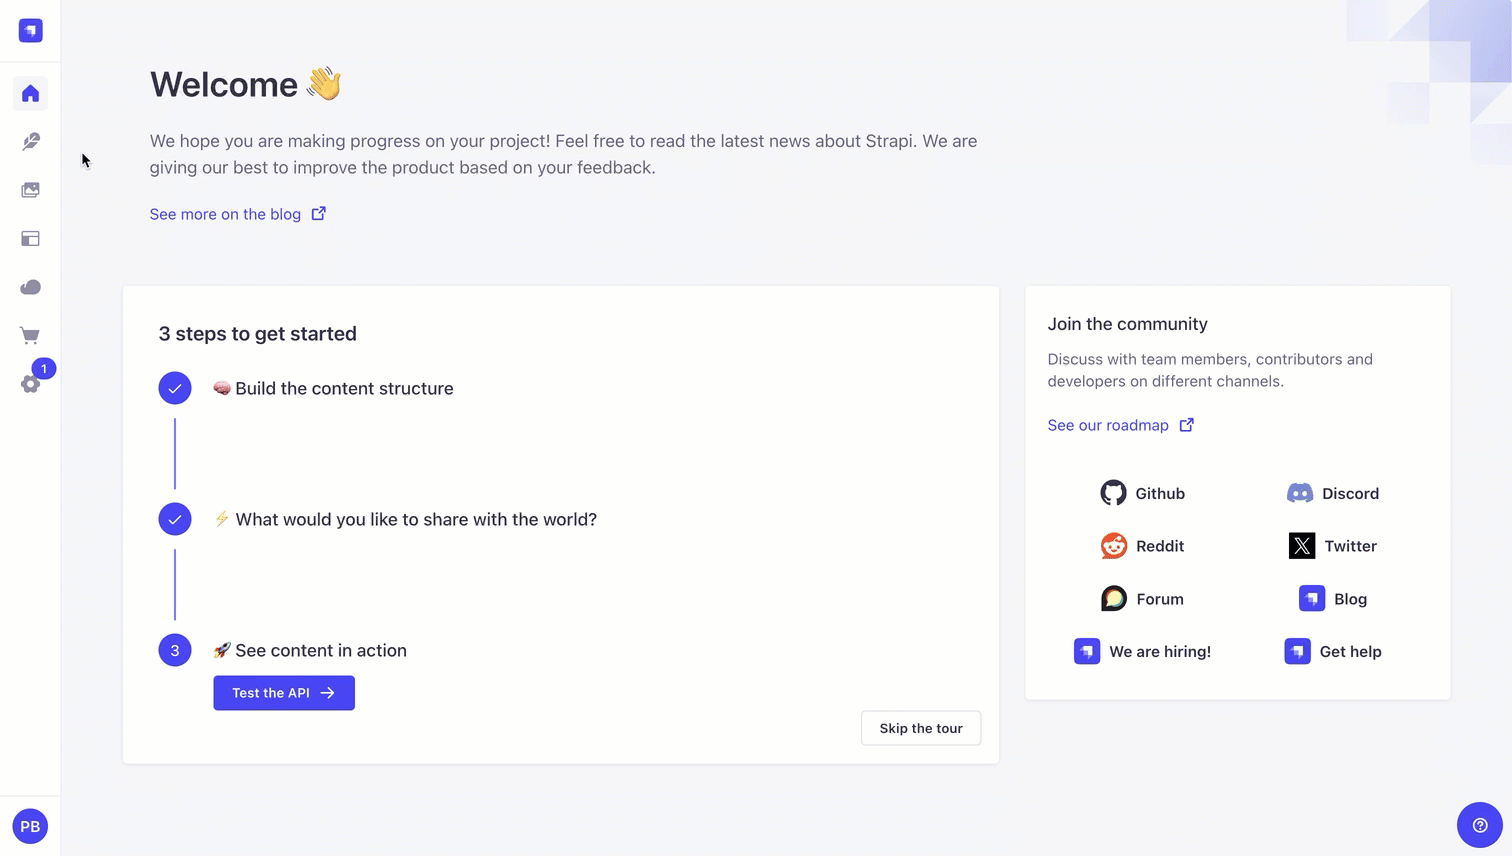 Welcome 👋
We hope you are making progress on your project! Feel free to read the latest news about Strapi. We are
giving our best to improve the product based on your feedback.
See more on the blog
3 steps to get started
🧠 Build the content structure
⚡ What would you like to share with the world?
3
🚀 See content in action
Test the API
Skip the tour
Join the community
Discuss with team members, contributors and
developers on different channels.
See our roadmap
Github
Discord
Reddit
Twitter
Forum
Blog
We are hiring!
Get help
1
PB